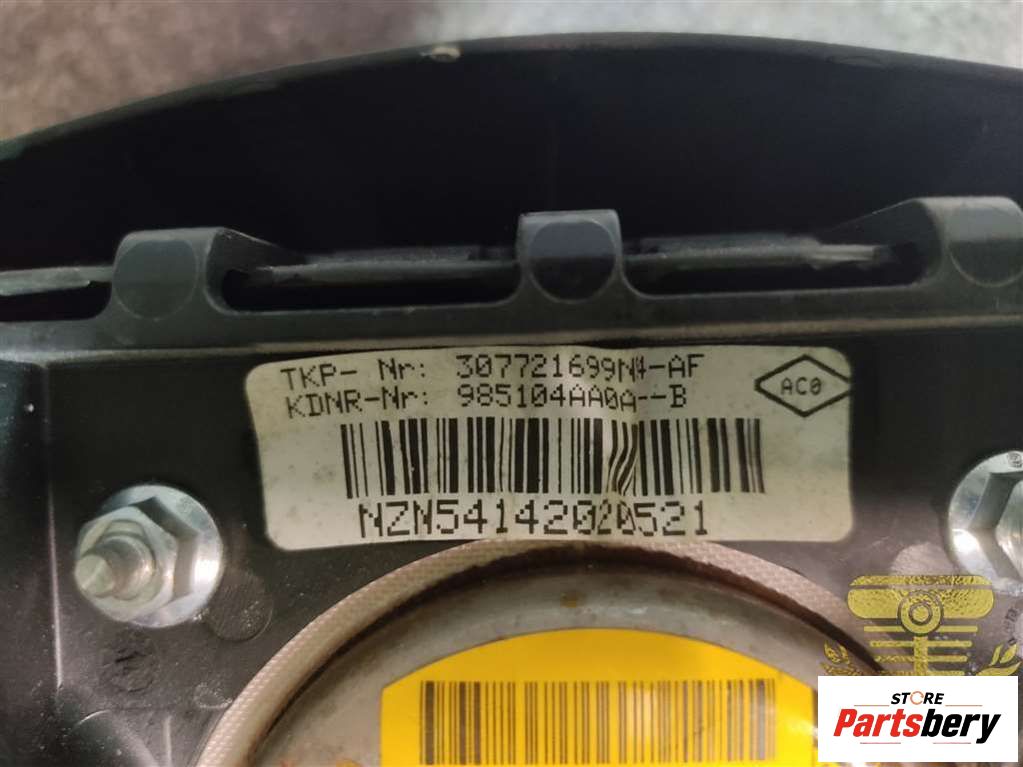 TKP- Nr: 307721699N4-AF
KDNR-Nr: 985104AA0A--B
AC0
NZN54142020521
STORE
Partsbery